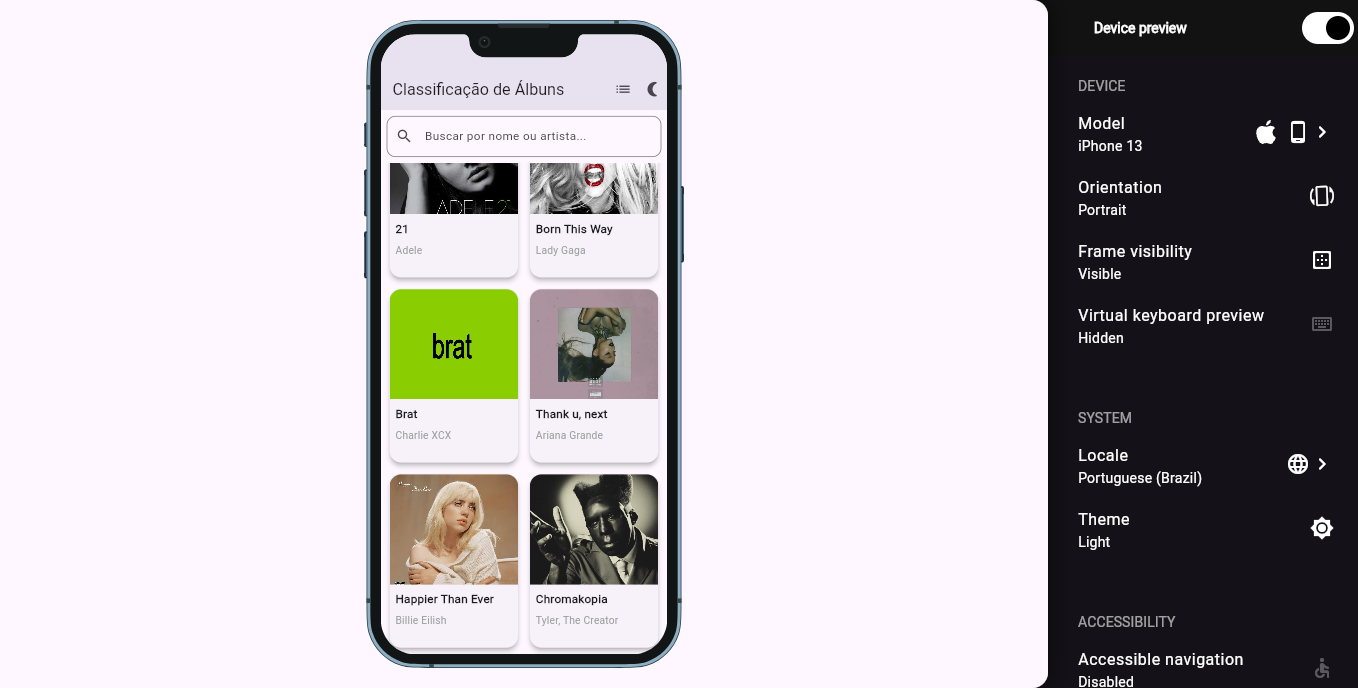 Classificação de Álbuns
Buscar por nome ou artista...
ADELE 21
21
Adele
Born This Way
Lady Gaga
brat
Brat
Charlie XCX
Thank u, next
Ariana Grande
Happier Than Ever
Billie Eilish
Chromakopia
Tyler, The Creator
Device preview
DEVICE
Model
iPhone 13
Orientation
Portrait
Frame visibility
Visible
Virtual keyboard preview
Hidden
SYSTEM
Locale
Portuguese (Brazil)
Theme
Light
ACCESSIBILITY
Accessible navigation
Disabled